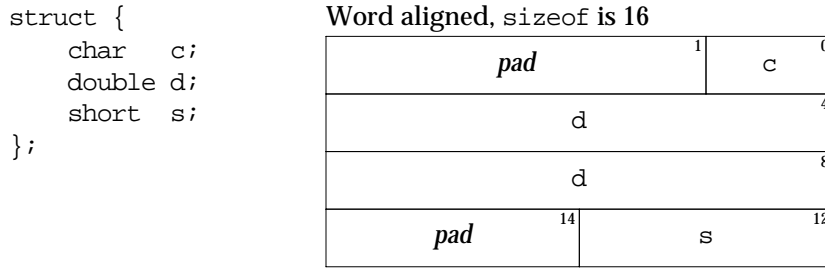 struct {
    char   c;
    double d;
    short  s;
};
Word aligned, sizeof is 16
pad 1 c 0
d 4
d 8
pad 14 s 12